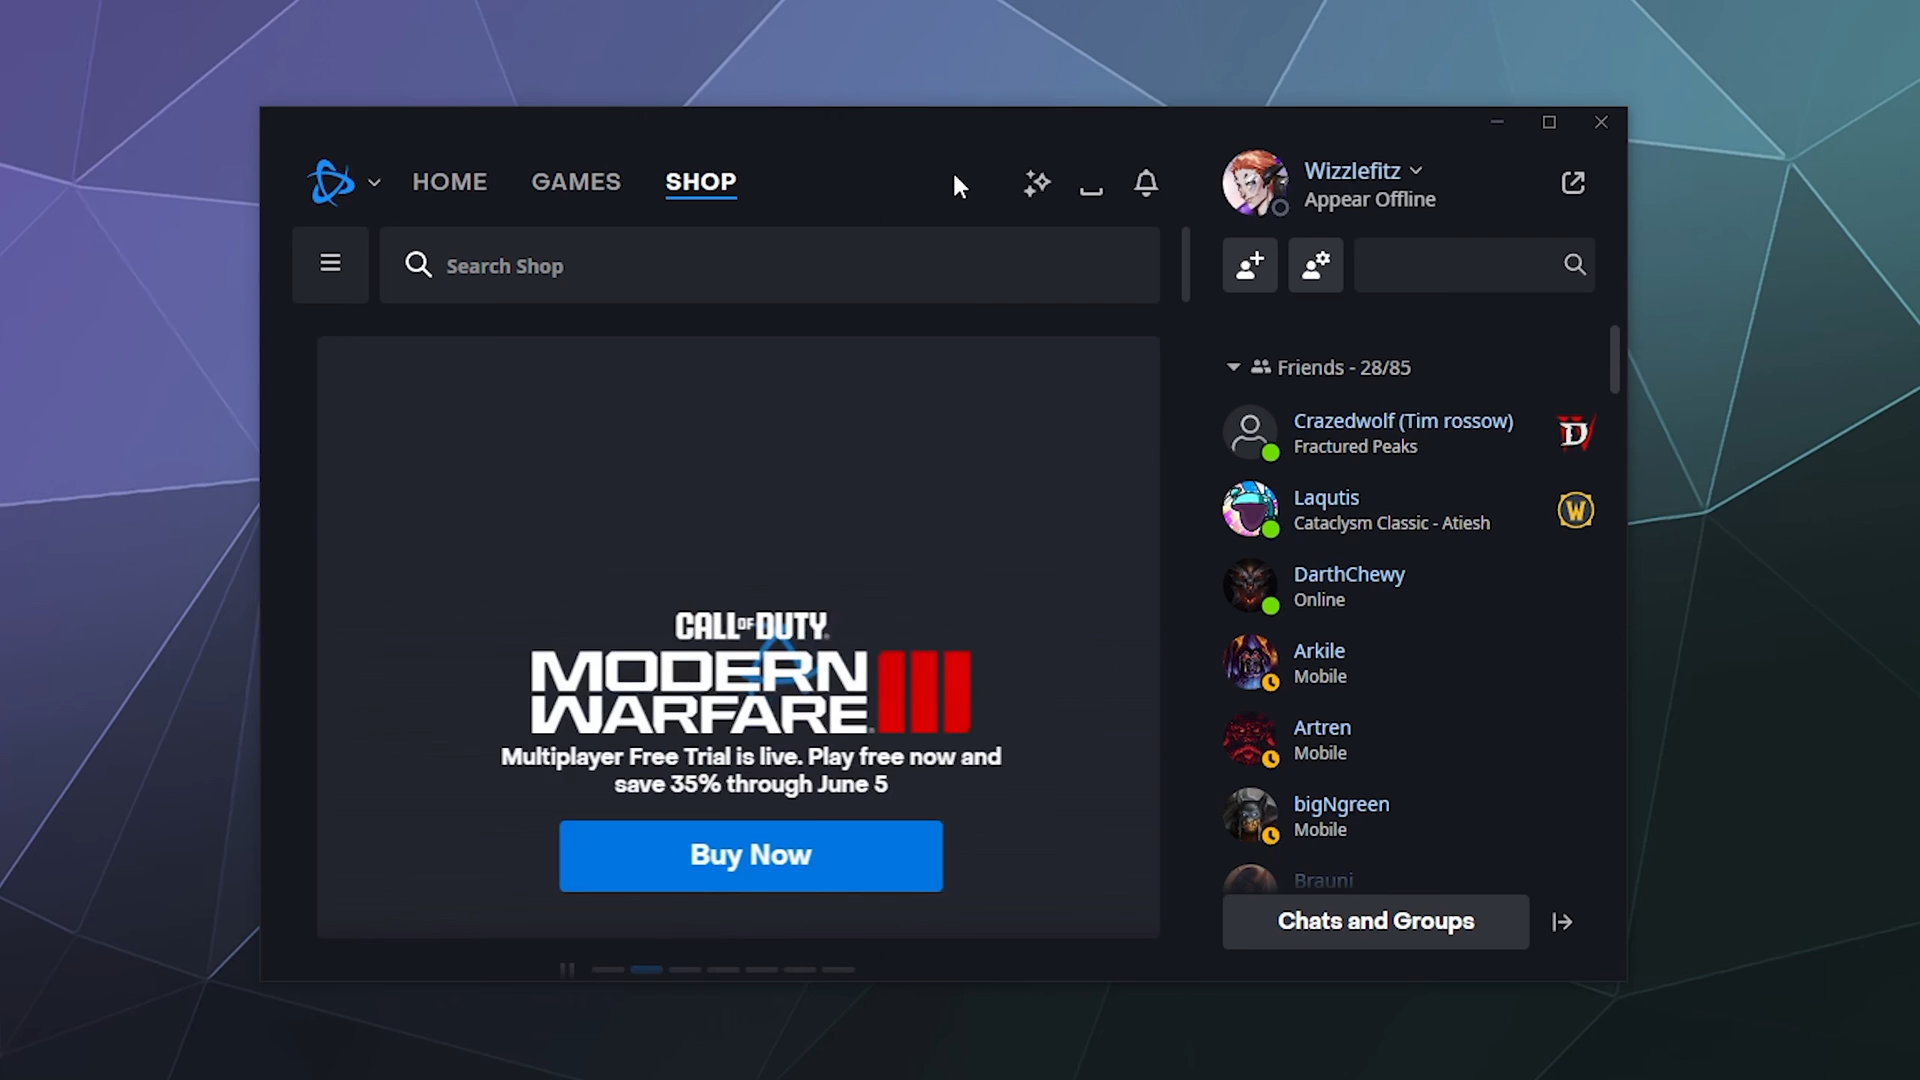 HOME GAMES SHOP
Search Shop
CALL OF DUTY
MODERN
WARFARE III
Multiplayer Free Trial is live. Play free now and
save 35% through June 5
Buy Now
Wizzlefitz
Appear Offline
Friends - 28/85
Crazedwolf (Tim rossow)
Fractured Peaks
D
Laqutis
Cataclysm Classic - Atiesh
W
DarthChewy
Online
Arkile
Mobile
Artren
Mobile
bigNgreen
Mobile
Brauni
Chats and Groups